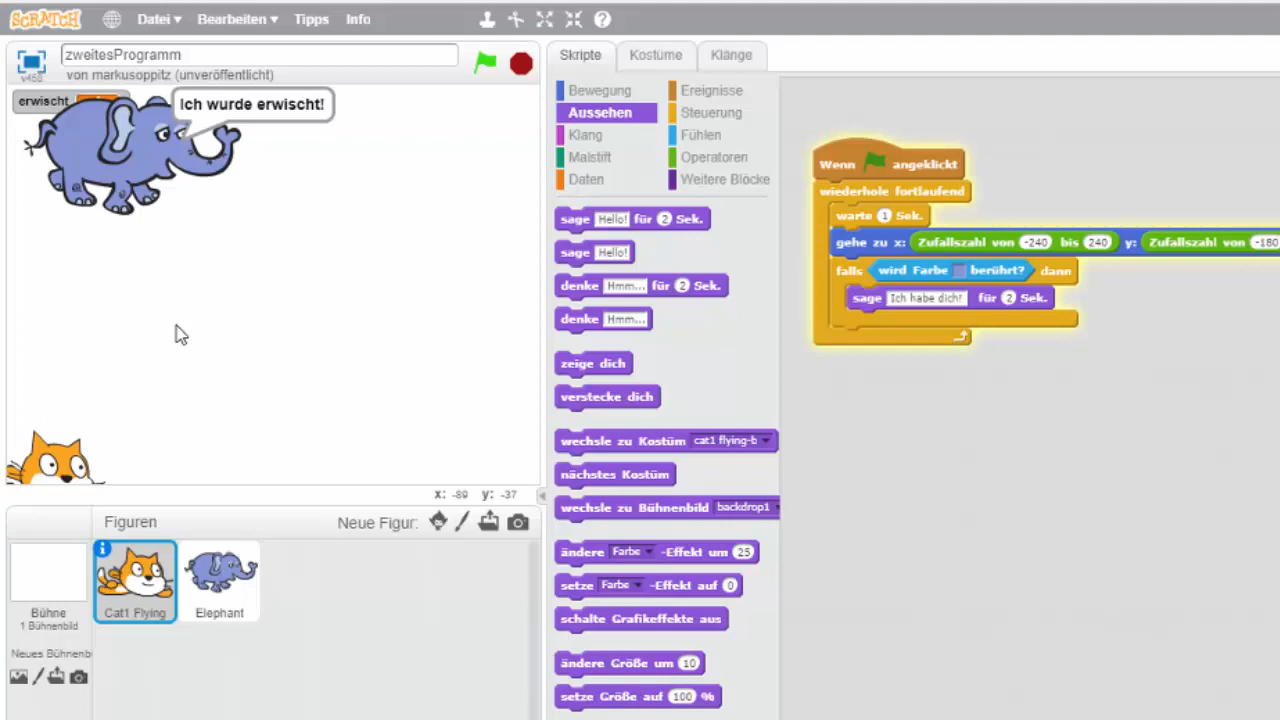 SCRATCH Datei Bearbeiten Tipps Info
zweitesProgramm
von markusoppitz (unveröffentlicht)
v458
erwischt
Ich wurde erwischt!
x: -89 y: -37
Figuren
Neue Figur:
Bühne
1 Bühnenbild
Neues Bühnenb
Cat1 Flying
Elephant
Skripte Kostüme Klänge
Bewegung Ereignisse
Aussehen Steuerung
Klang Fühlen
Malstift Operatoren
Daten Weitere Blöcke
sage Hello! für 2 Sek.
sage Hello!
denke Hmm... für 2 Sek.
denke Hmm...
zeige dich
verstecke dich
wechsle zu Kostüm cat1 flying-b
nächstes Kostüm
wechsle zu Bühnenbild backdrop1
ändere Farbe -Effekt um 25
setze Farbe -Effekt auf 0
schalte Grafikeffekte aus
ändere Größe um 10
setze Größe auf 100 %
Wenn angeklickt
wiederhole fortlaufend
warte 1 Sek.
gehe zu x: Zufallszahl von -240 bis 240 y: Zufallszahl von -180
falls wird Farbe berührt? dann
sage Ich habe dich! für 2 Sek.